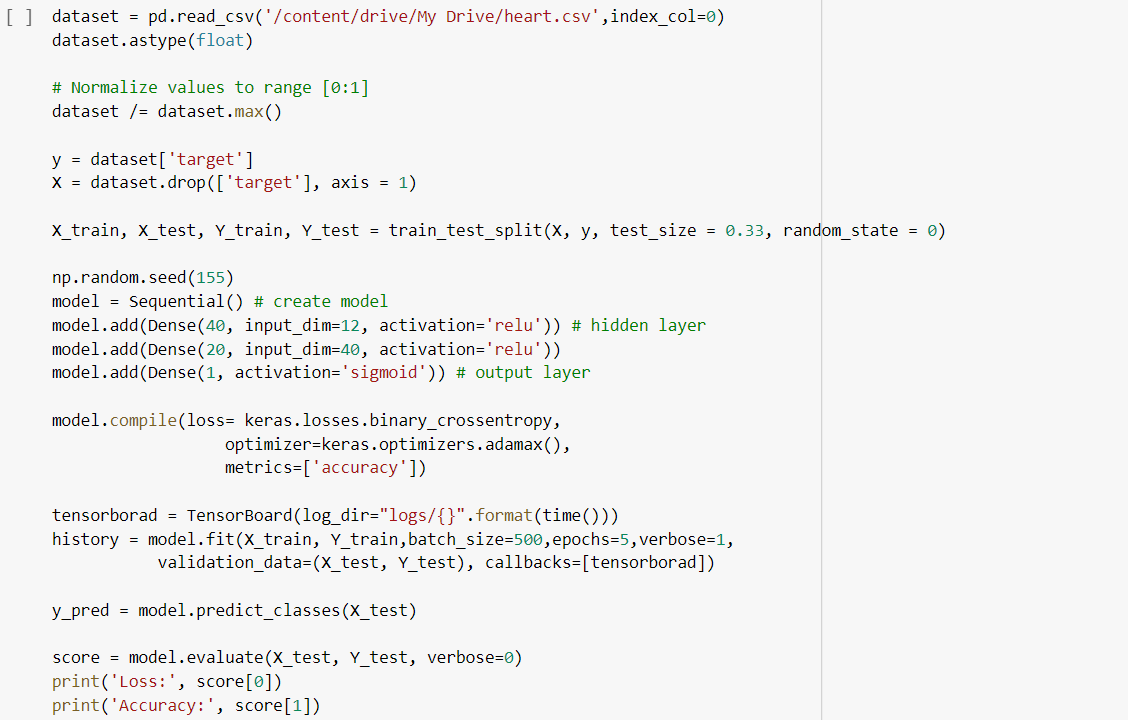 [ ] dataset = pd.read_csv('/content/drive/My Drive/heart.csv',index_col=0)
dataset.astype(float)
# Normalize values to range [0:1]
dataset /= dataset.max()
y = dataset['target']
X = dataset.drop(['target'], axis = 1)
X_train, X_test, Y_train, Y_test = train_test_split(X, y, test_size = 0.33, random_state = 0)
np.random.seed(155)
model = Sequential() # create model
model.add(Dense(40, input_dim=12, activation='relu')) # hidden layer
model.add(Dense(20, input_dim=40, activation='relu'))
model.add(Dense(1, activation='sigmoid')) # output layer
model.compile(loss= keras.losses.binary_crossentropy,
optimizer=keras.optimizers.adamax(),
metrics=['accuracy'])
tensorborad = TensorBoard(log_dir="logs/{}".format(time()))
history = model.fit(X_train, Y_train,batch_size=500,epochs=5,verbose=1,
validation_data=(X_test, Y_test), callbacks=[tensorborad])
y_pred = model.predict_classes(X_test)
score = model.evaluate(X_test, Y_test, verbose=0)
print('Loss:', score[0])
print('Accuracy:', score[1])